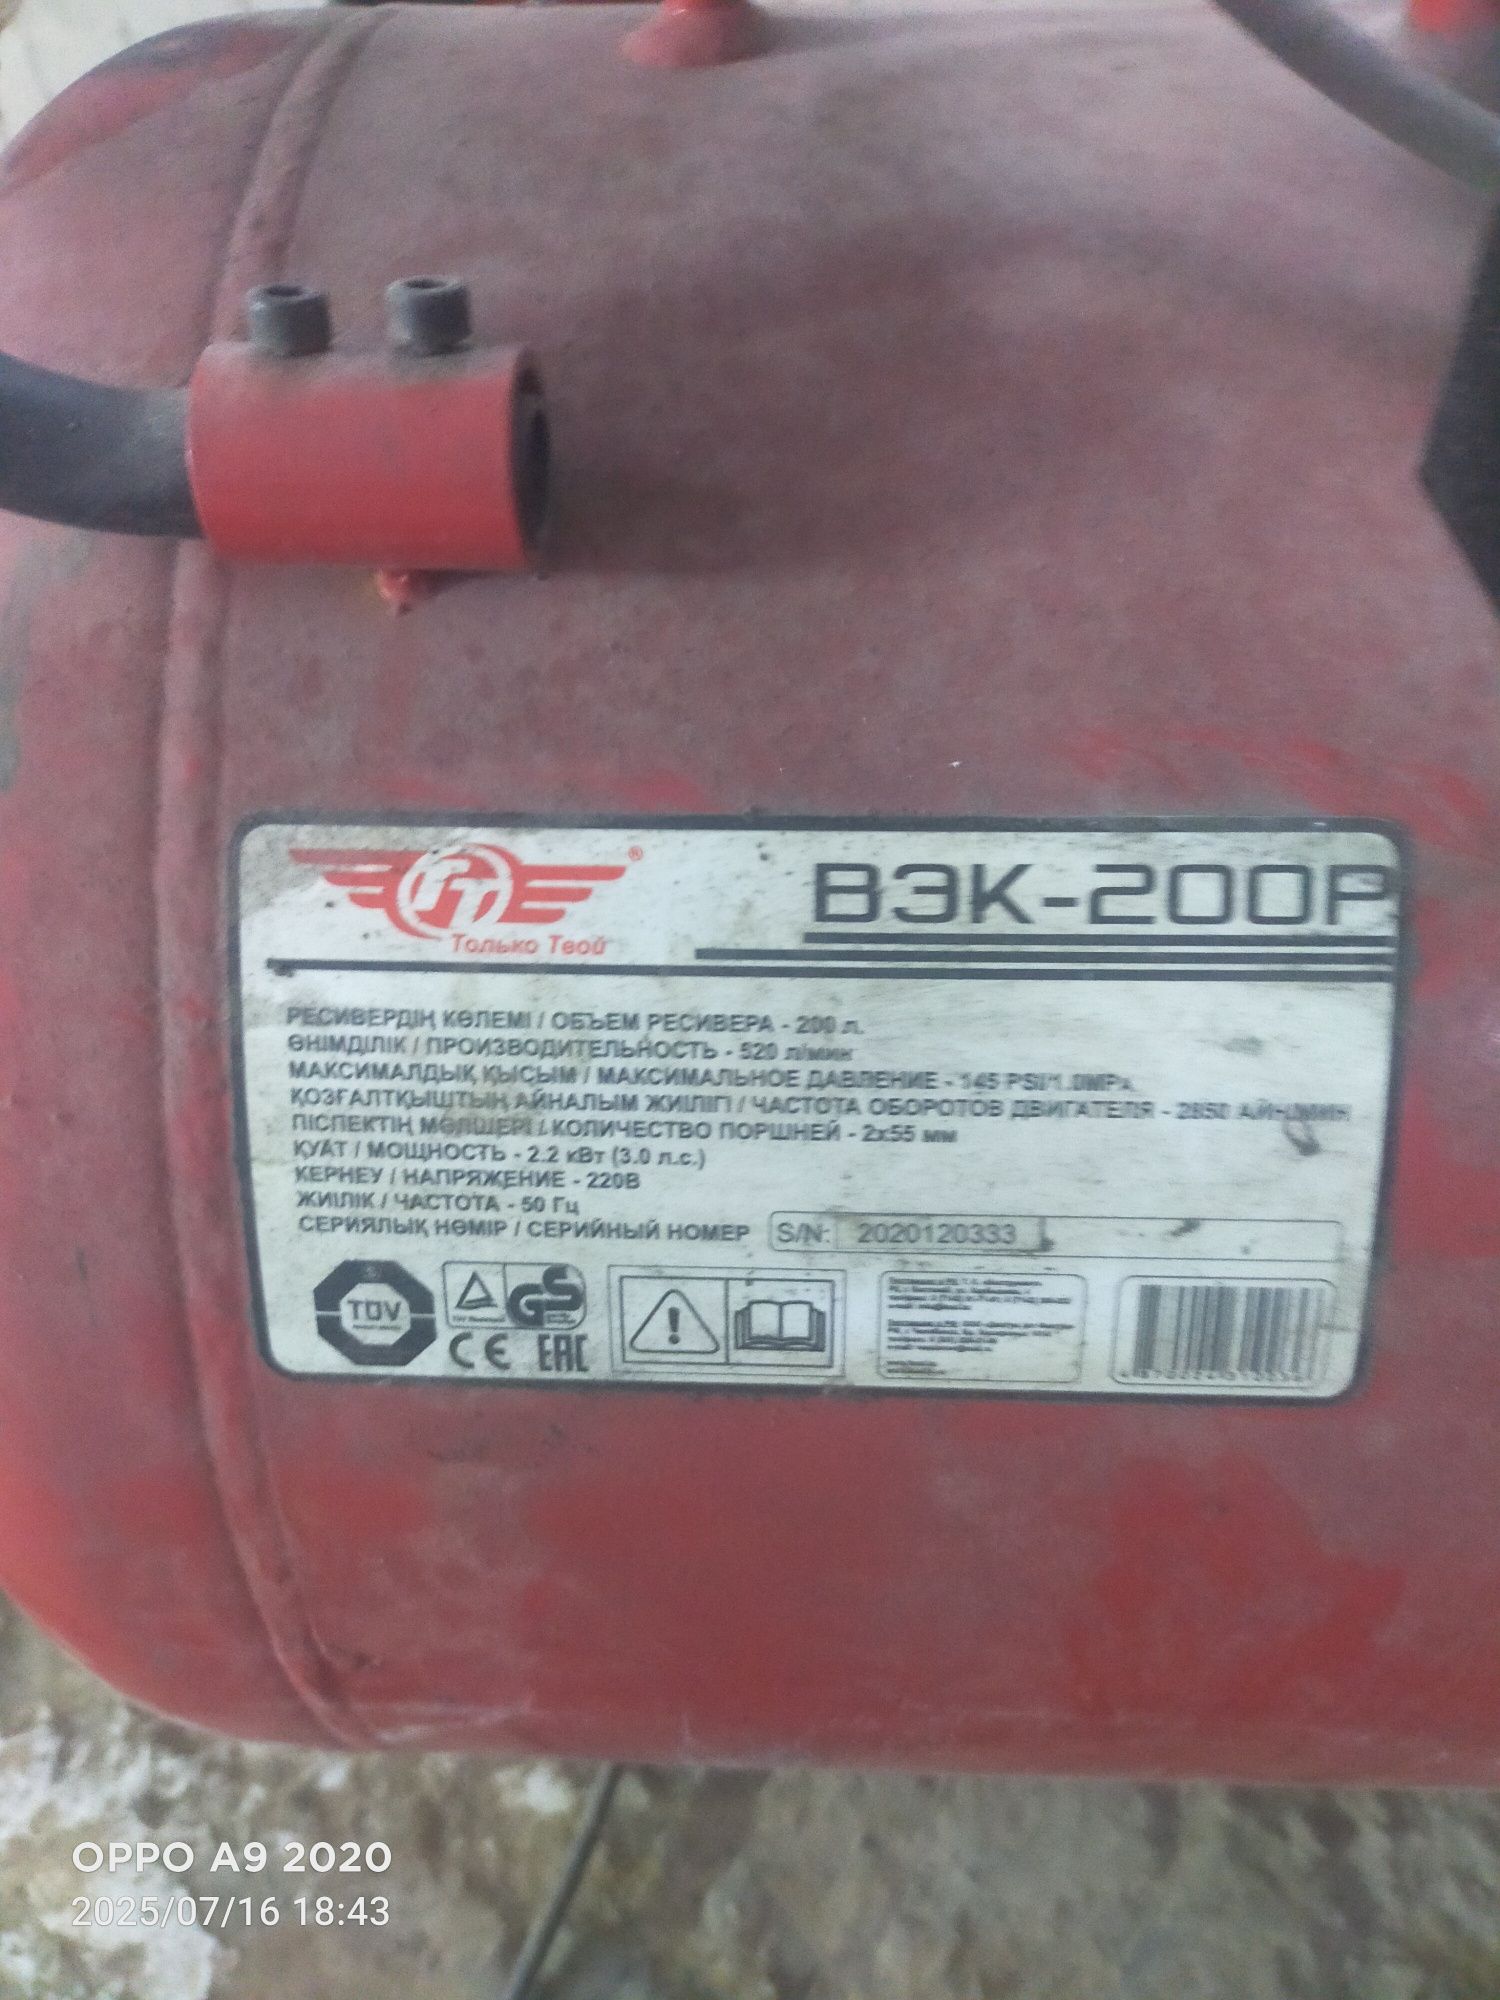 ®
Только Твой
ВЭК-200Р
РЕСИВЕРДІҢ КӨЛЕМІ / ОБЪЕМ РЕСИВЕРА - 200 л.
ӨНІМДІЛІК / ПРОИЗВОДИТЕЛЬНОСТЬ - 520 л/мин
МАКСИМАЛДЫҚ ҚЫСЫМ / МАКСИМАЛЬНОЕ ДАВЛЕНИЕ - 145 PSI/1.0MPa
ҚОЗҒАЛТҚЫШТЫҢ АЙНАЛЫМ ЖИІЛІГІ / ЧАСТОТА ОБОРОТОВ ДВИГАТЕЛЯ - 2850
ПІСПЕКТІҢ МӨЛШЕРІ / КОЛИЧЕСТВО ПОРШНЕЙ - 2x55 мм
ҚУАТ / МОЩНОСТЬ - 2.2 кВт (3.0 л.с.)
КЕРНЕУ / НАПРЯЖЕНИЕ - 220В
ЖИІЛІК / ЧАСТОТА - 50 Гц
СЕРИЯЛЫҚ НӨМІР / СЕРИЙНЫЙ НОМЕР S/N: 2020120333
TÜV
GS
CE EAC
OPPO A9 2020
2025/07/16 18:43